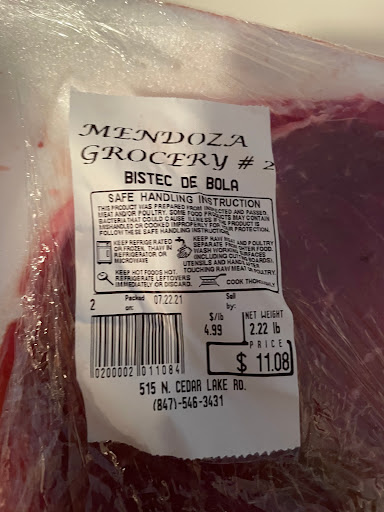 MENDOZA
GROCERY # 2
BISTEC DE BOLA
SAFE HANDLING INSTRUCTION
THIS PRODUCT WAS PREPARED FROM INSPECTED AND PASSED
MEAT AND/OR POULTRY. SOME FOOD PRODUCTS MAY CONTAIN
BACTERIA THAT COULD CAUSE ILLNESS IF THE PRODUCT IS
MISHANDLED OR COOKED IMPROPERLY. FOR YOUR PROTECTION,
FOLLOW THESE SAFE HANDLING INSTRUCTIONS.
KEEP REFRIGERATED
OR FROZEN. THAW IN
REFRIGERATOR OR
MICROWAVE
KEEP RAW MEAT AND POULTRY
SEPARATE FROM OTHER FOOD.
WASH WORKING SURFACES
(INCLUDING CUTTING BOARDS),
UTENSILS AND HANDS AFTER
TOUCHING RAW MEAT OR POULTRY.
KEEP HOT FOODS HOT.
REFRIGERATE LEFTOVERS
IMMEDIATELY OR DISCARD.
COOK THOROUGHLY
2 Packed on: 07.22.21 Sell by:
$/lb NET WEIGHT
4.99 2.22 lb
PRICE
$ 11.08
0200002 011084
515 N. CEDAR LAKE RD.
(847)-546-3431